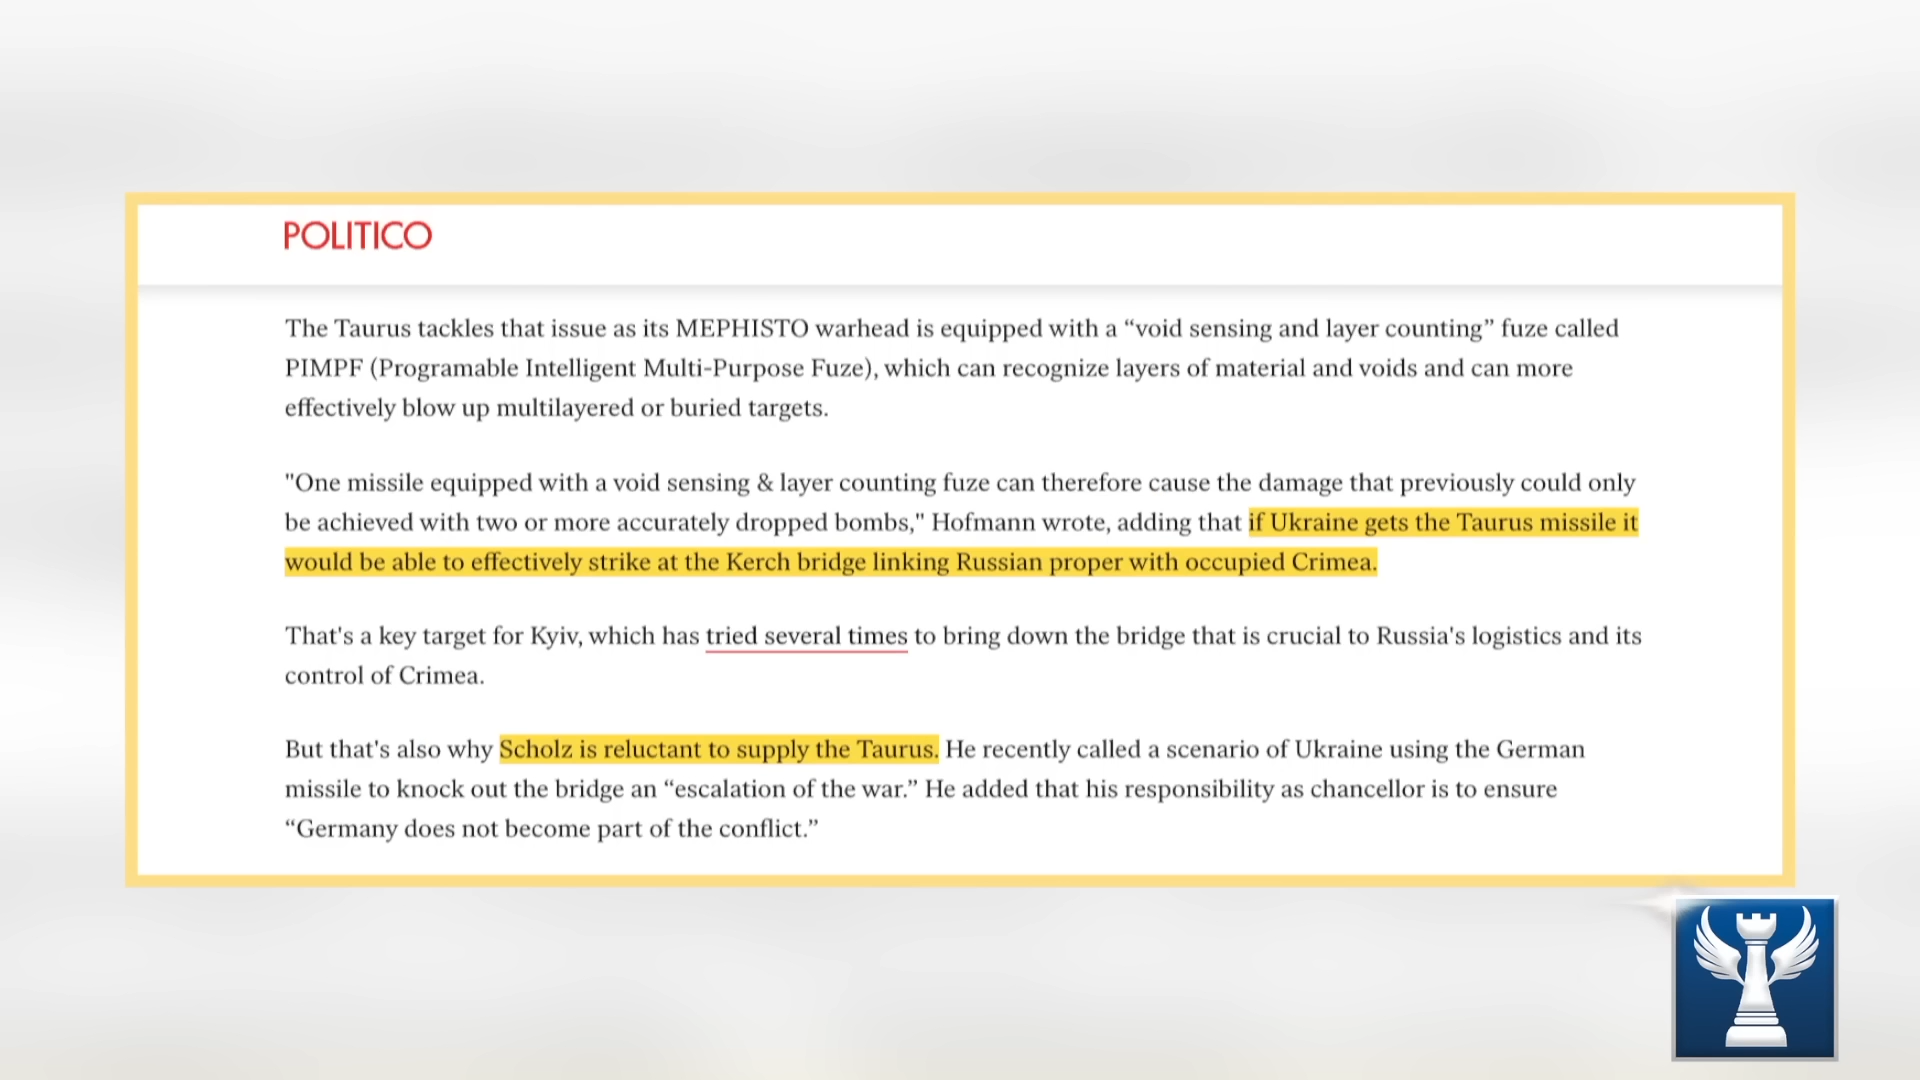 POLITICO
The Taurus tackles that issue as its MEPHISTO warhead is equipped with a “void sensing and layer counting” fuze called
PIMPF (Programable Intelligent Multi-Purpose Fuze), which can recognize layers of material and voids and can more
effectively blow up multilayered or buried targets.
"One missile equipped with a void sensing & layer counting fuze can therefore cause the damage that previously could only
be achieved with two or more accurately dropped bombs," Hofmann wrote, adding that if Ukraine gets the Taurus missile it
would be able to effectively strike at the Kerch bridge linking Russian proper with occupied Crimea.
That's a key target for Kyiv, which has tried several times to bring down the bridge that is crucial to Russia's logistics and its
control of Crimea.
But that's also why Scholz is reluctant to supply the Taurus. He recently called a scenario of Ukraine using the German
missile to knock out the bridge an “escalation of the war.” He added that his responsibility as chancellor is to ensure
“Germany does not become part of the conflict.”